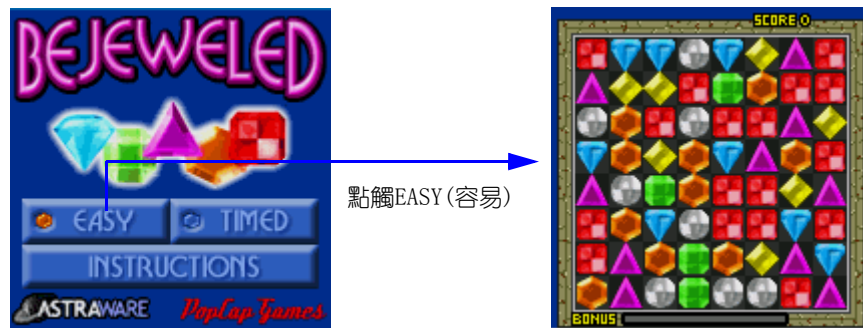 BEJEWELED
EASY
TIMED
INSTRUCTIONS
ASTRAWARE
PopCap Games
點觸EASY(容易)
SCORE 0
BONUS